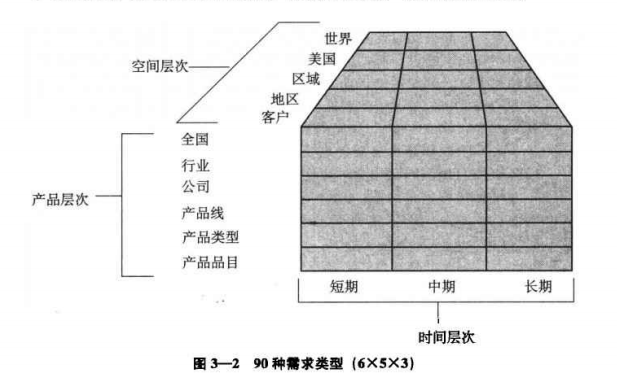 世界
美国
空间层次
区域
地区
客户
全国
行业
公司
产品层次
产品线
产品类型
产品品目
短期 中期 长期
时间层次
图 3—2 90 种需求类型 (6×5×3)